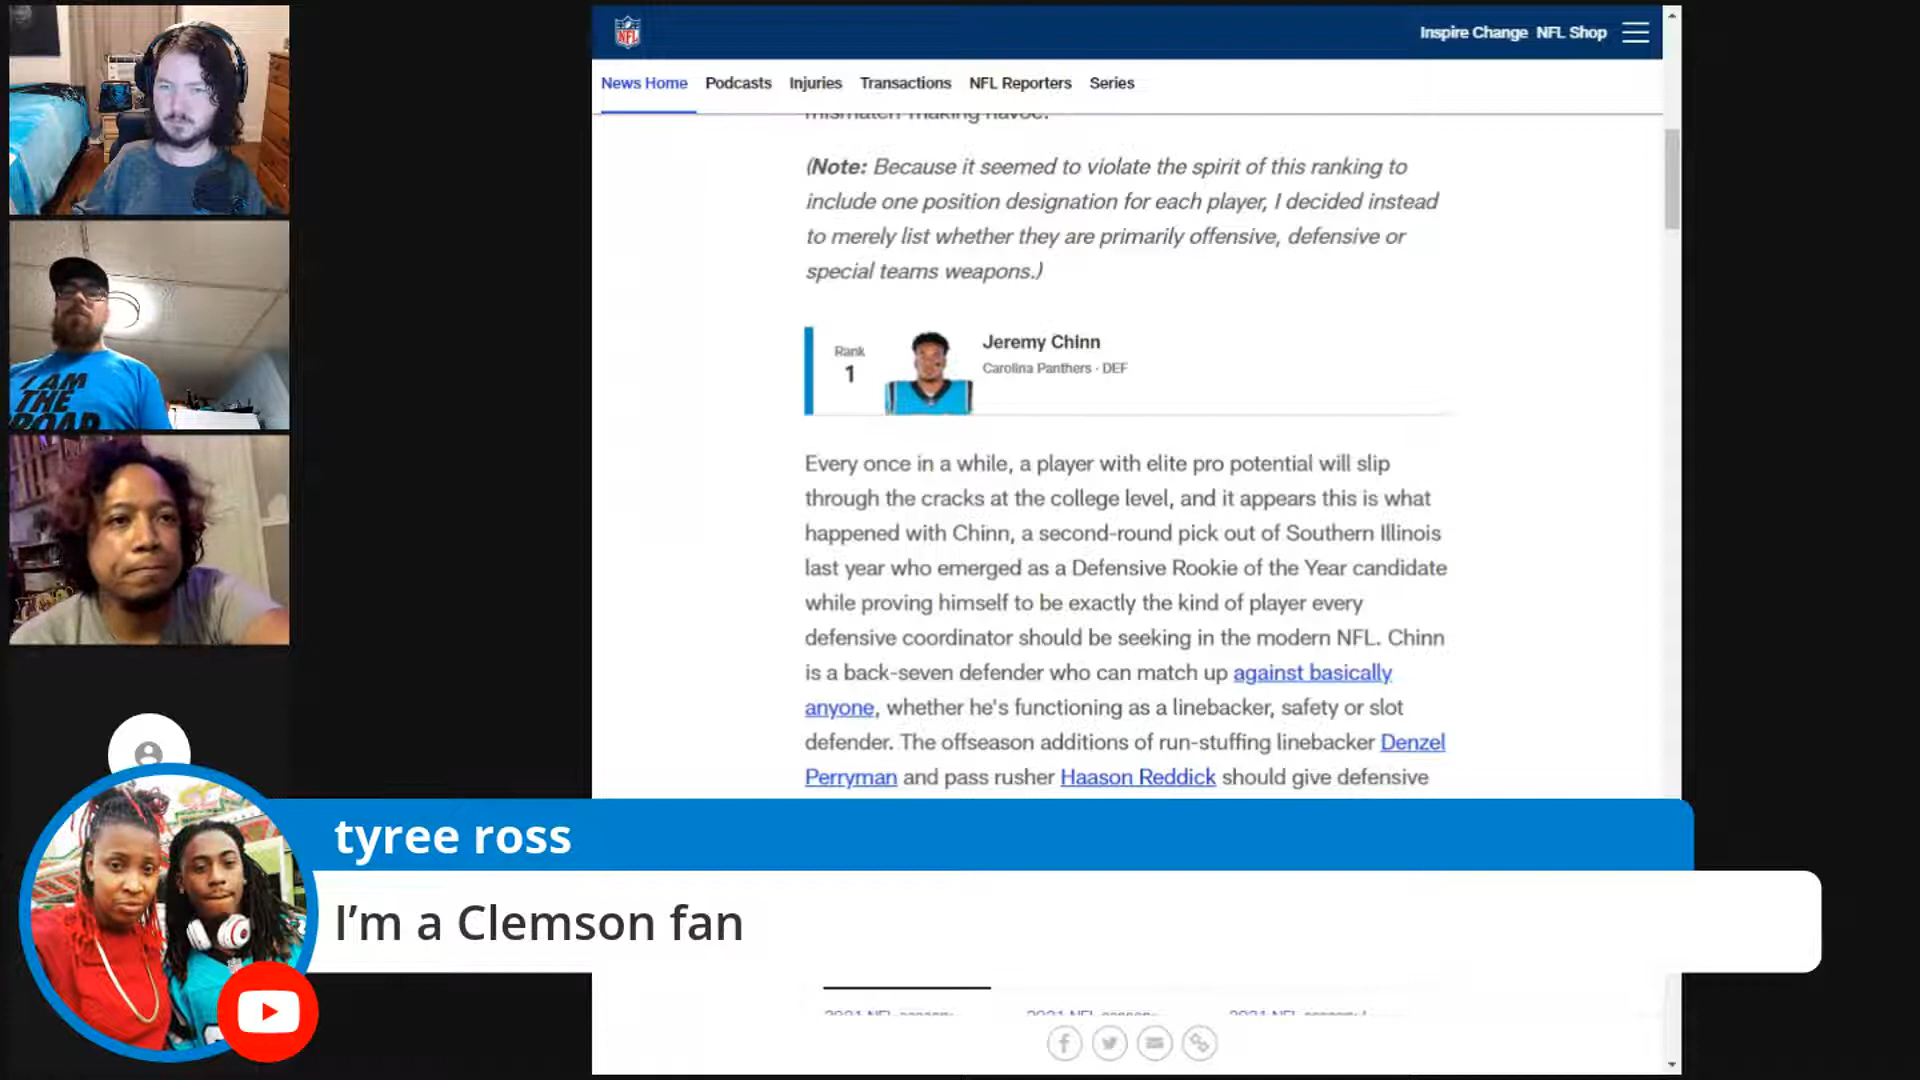 NFL
Inspire Change NFL Shop
News Home Podcasts Injuries Transactions NFL Reporters Series
mismatch-making havoc.
(Note: Because it seemed to violate the spirit of this ranking to
include one position designation for each player, I decided instead
to merely list whether they are primarily offensive, defensive or
special teams weapons.)
Rank
1
Jeremy Chinn
Carolina Panthers · DEF
Every once in a while, a player with elite pro potential will slip
through the cracks at the college level, and it appears this is what
happened with Chinn, a second-round pick out of Southern Illinois
last year who emerged as a Defensive Rookie of the Year candidate
while proving himself to be exactly the kind of player every
defensive coordinator should be seeking in the modern NFL. Chinn
is a back-seven defender who can match up against basically
anyone, whether he's functioning as a linebacker, safety or slot
defender. The offseason additions of run-stuffing linebacker Denzel
Perryman and pass rusher Haason Reddick should give defensive
I AM
THE
tyree ross
I'm a Clemson fan